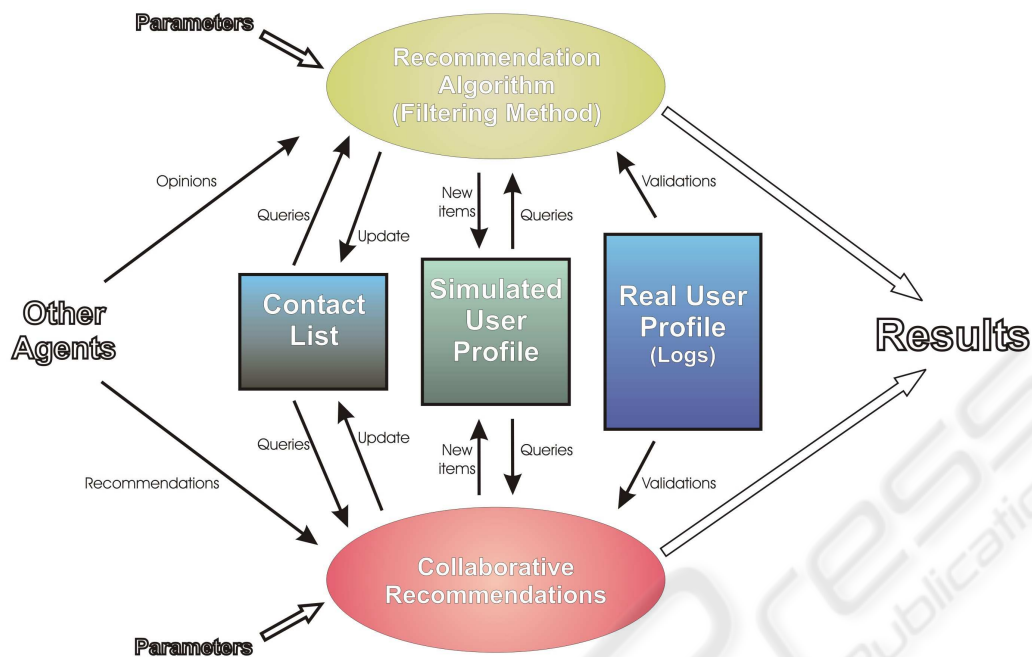 Parameters
Recommendation
Algorithm
(Filtering Method)
Opinions
Queries
Update
New
items
Queries
Validations
Other
Agents
Contact
List
Simulated
User
Profile
Real User
Profile
(Logs)
Results
Recommendations
Queries
Update
New
items
Queries
Validations
Collaborative
Recommendations
Parameters